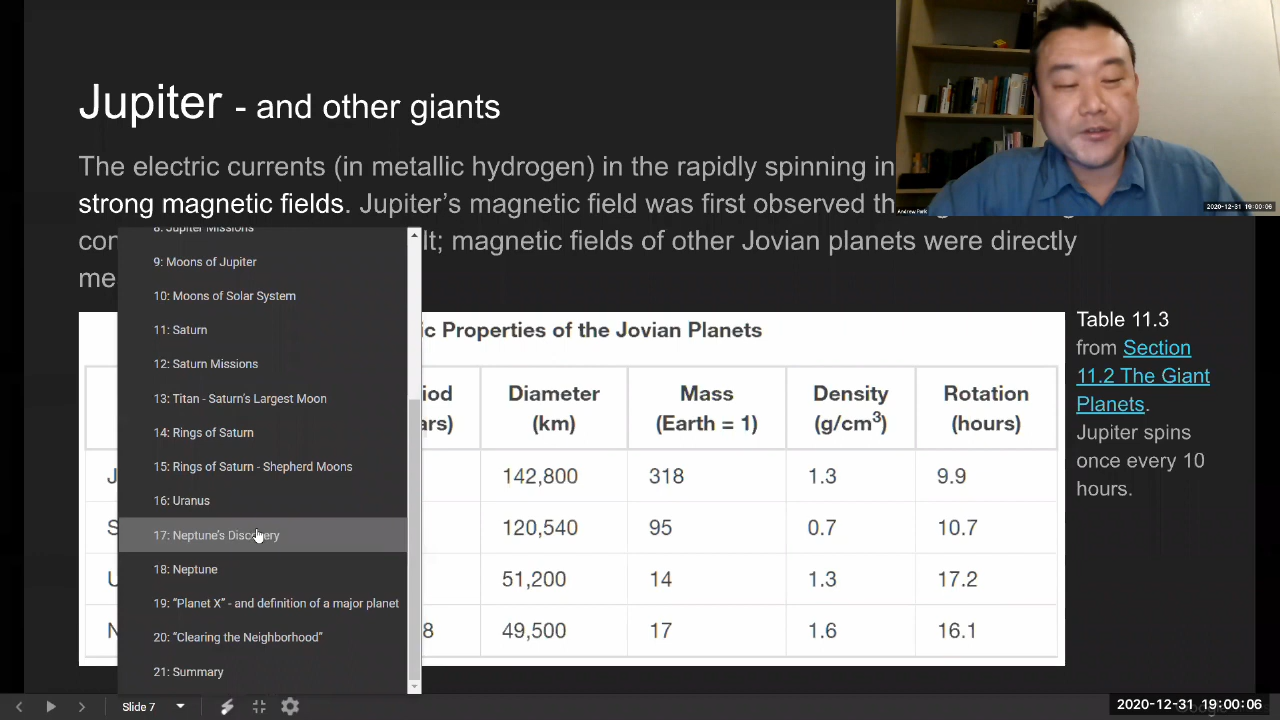 Jupiter - and other giants
The electric currents (in metallic hydrogen) in the rapidly spinning in
strong magnetic fields. Jupiter's magnetic field was first observed th
con lt; magnetic fields of other Jovian planets were directly
me
8: Jupiter Missions
9: Moons of Jupiter
10: Moons of Solar System
11: Saturn
12: Saturn Missions
13: Titan - Saturn's Largest Moon
14: Rings of Saturn
15: Rings of Saturn - Shepherd Moons
16: Uranus
17: Neptune's Discovery
18: Neptune
19: “Planet X” - and definition of a major planet
20: “Clearing the Neighborhood”
21: Summary
ic Properties of the Jovian Planets
iod Diameter Mass Density Rotation
ars) (km) (Earth = 1) (g/cm³) (hours)
J 142,800 318 1.3 9.9
S 120,540 95 0.7 10.7
U 51,200 14 1.3 17.2
N 8 49,500 17 1.6 16.1
Table 11.3
from Section
11.2 The Giant
Planets.
Jupiter spins
once every 10
hours.
Andrew Park
2020-12-31 19:00:06
Slide 7
2020-12-31 19:00:06